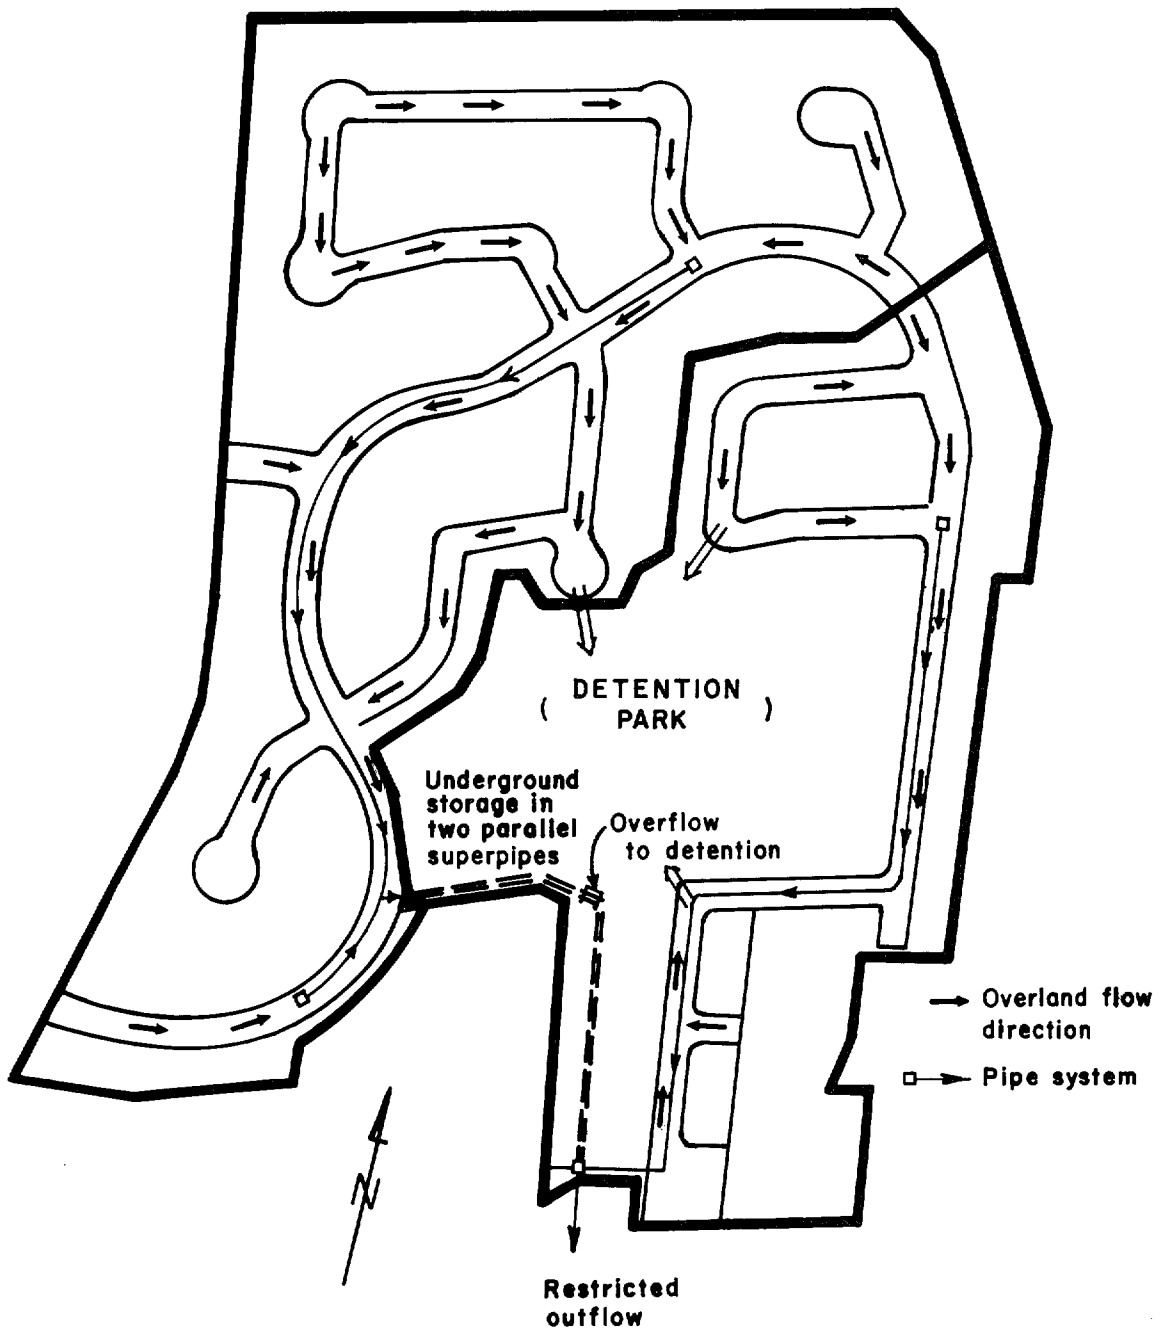 DETENTION
( PARK )
Underground
storage in
two parallel
superpipes
Overflow
to detention
Overland flow
direction
Pipe system
N
Restricted
outflow